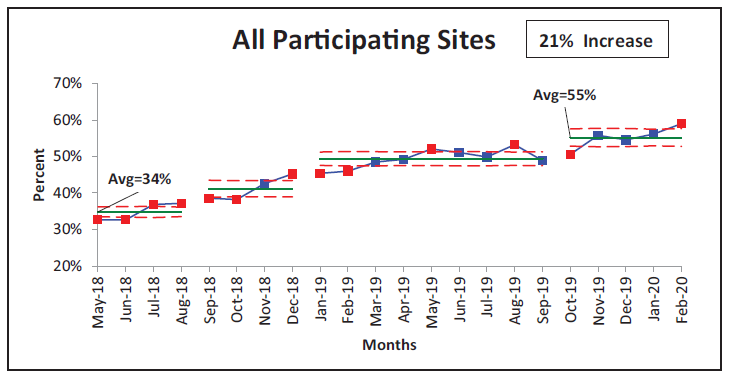 All Participating Sites
21% Increase
70%
60%
50%
40%
30%
20%
Percent
Avg=34%
Avg=55%
May-18
Jun-18
Jul-18
Aug-18
Sep-18
Oct-18
Nov-18
Dec-18
Jan-19
Feb-19
Mar-19
Apr-19
May-19
Jun-19
Jul-19
Aug-19
Sep-19
Oct-19
Nov-19
Dec-19
Jan-20
Feb-20
Months